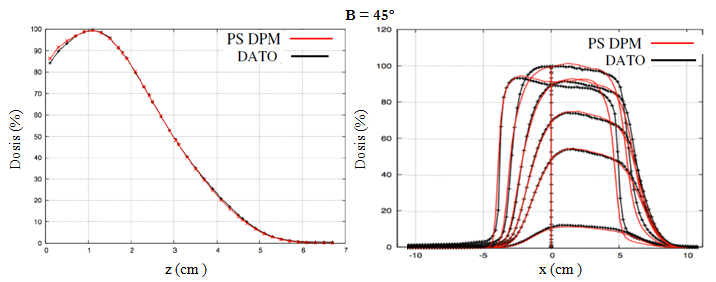 B = 45°
PS DPM
DATO
Dosis (%)
100
90
80
70
60
50
40
30
20
10
0
0 1 2 3 4 5 6 7
z (cm )
PS DPM
DATO
Dosis (%)
120
100
80
60
40
20
0
-10 -5 0 5 10
x (cm )